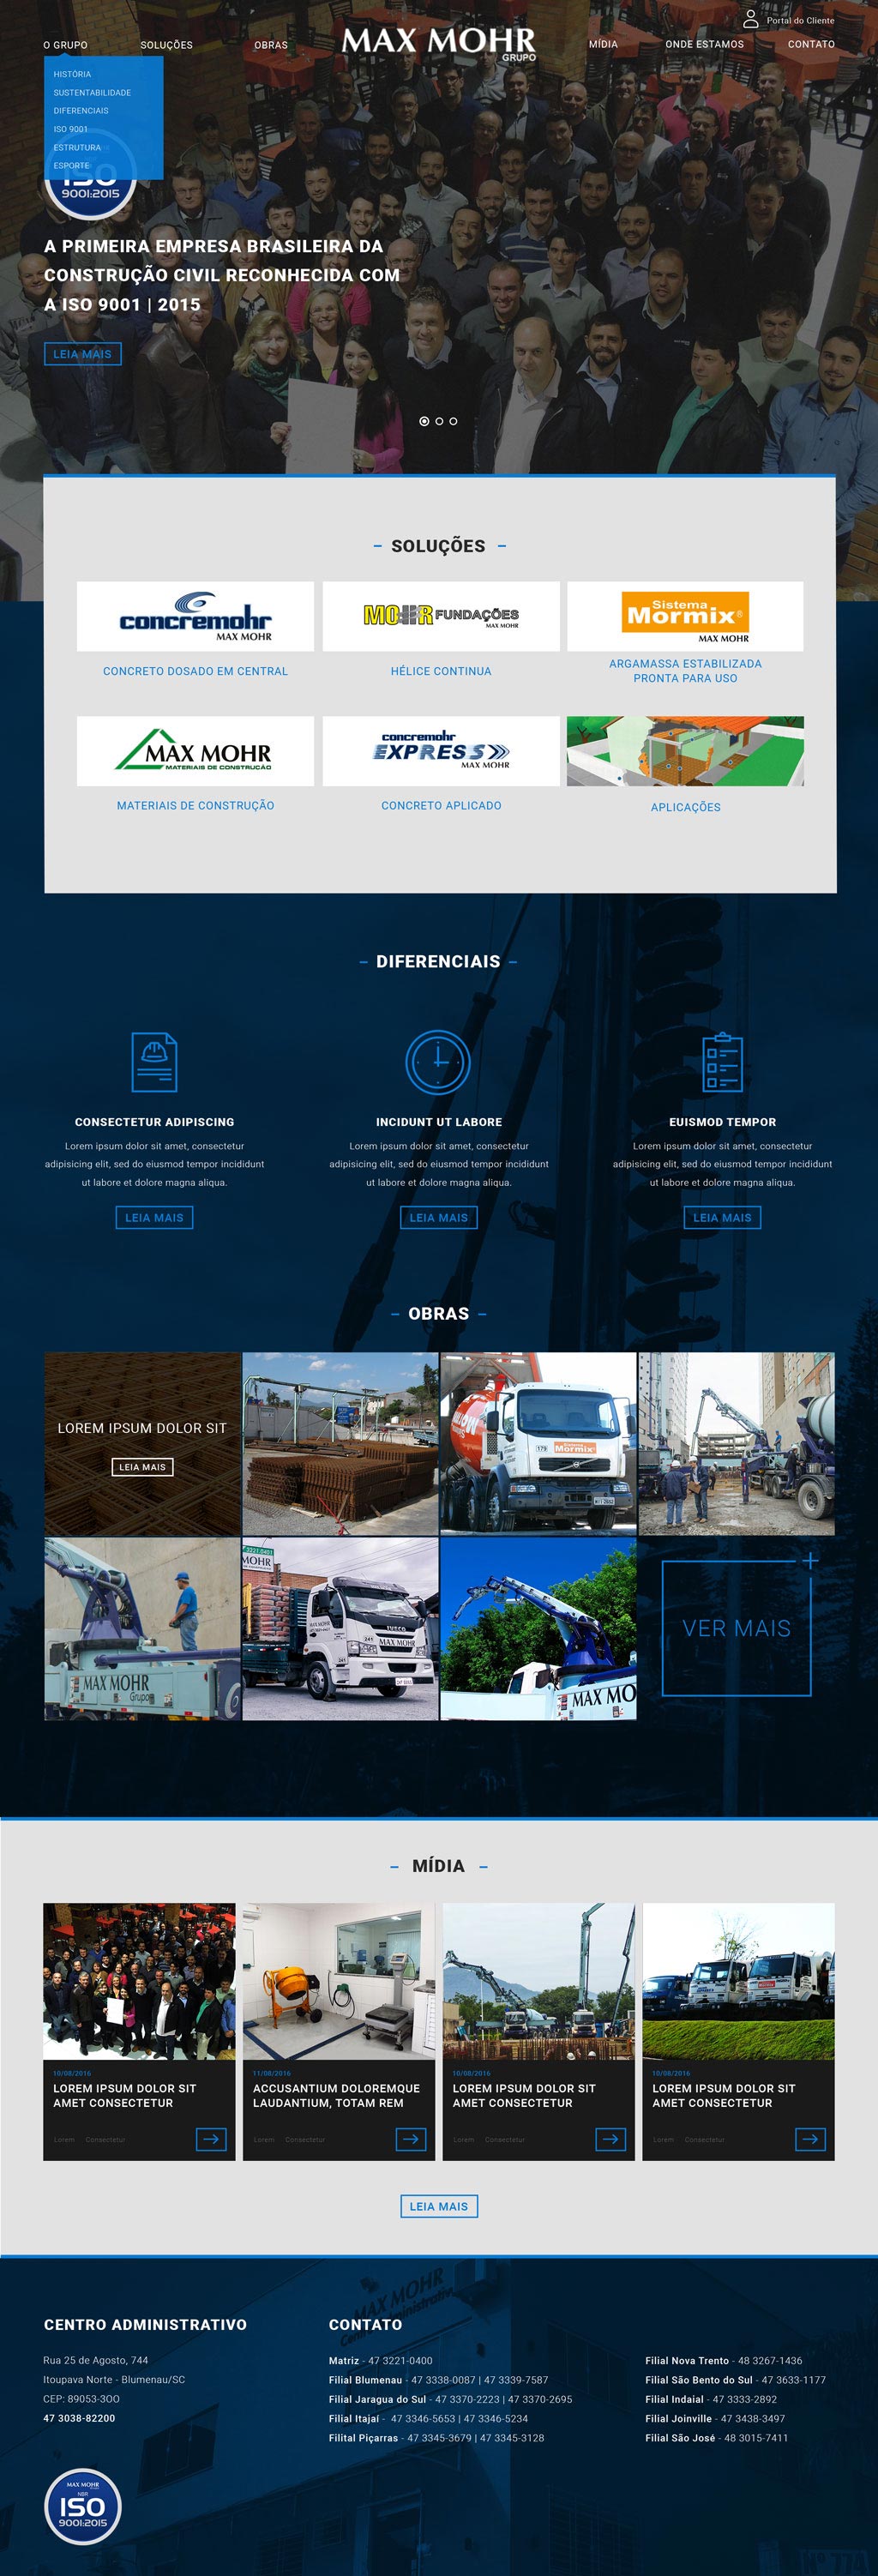 Portal do Cliente
O GRUPO
SOLUÇÕES
OBRAS
MAX MOHR
GRUPO
MÍDIA
ONDE ESTAMOS
CONTATO
HISTÓRIA
SUSTENTABILIDADE
DIFERENCIAIS
ISO 9001
ESTRUTURA
ESPORTE
ISO
9001:2015
A PRIMEIRA EMPRESA BRASILEIRA DA
CONSTRUÇÃO CIVIL RECONHECIDA COM
A ISO 9001 | 2015
LEIA MAIS
- SOLUÇÕES -
concremohr
MAX MOHR
CONCRETO DOSADO EM CENTRAL
MOHR FUNDAÇÕES
MAX MOHR
HÉLICE CONTINUA
Sistema
Mormix®
MAX MOHR
ARGAMASSA ESTABILIZADA
PRONTA PARA USO
MAX MOHR
MATERIAIS DE CONSTRUÇÃO
MATERIAIS DE CONSTRUÇÃO
concremohr
EXPRESS
MAX MOHR
CONCRETO APLICADO
APLICAÇÕES
- DIFERENCIAIS -
CONSECTETUR ADIPISCING
Lorem ipsum dolor sit amet, consectetur
adipisicing elit, sed do eiusmod tempor incididunt
ut labore et dolore magna aliqua.
LEIA MAIS
INCIDUNT UT LABORE
Lorem ipsum dolor sit amet, consectetur
adipisicing elit, sed do eiusmod tempor incididunt
ut labore et dolore magna aliqua.
LEIA MAIS
EUISMOD TEMPOR
Lorem ipsum dolor sit amet, consectetur
adipisicing elit, sed do eiusmod tempor incididunt
ut labore et dolore magna aliqua.
LEIA MAIS
- OBRAS -
LOREM IPSUM DOLOR SIT
LEIA MAIS
179
Sistema
Mormix
MAX MOHR
Grupo
3221.0400
MOHR
IVECO
MAX MOHR
241
MAX MO
VER MAIS
- MÍDIA -
10/08/2016
LOREM IPSUM DOLOR SIT
AMET CONSECTETUR
Lorem Consectetur
11/08/2016
ACCUSANTIUM DOLOREMQUE
LAUDANTIUM, TOTAM REM
Lorem Consectetur
10/08/2016
LOREM IPSUM DOLOR SIT
AMET CONSECTETUR
Lorem Consectetur
10/08/2016
LOREM IPSUM DOLOR SIT
AMET CONSECTETUR
Lorem Consectetur
LEIA MAIS
MAX MOHR
Centro Administrativo
CENTRO ADMINISTRATIVO
Rua 25 de Agosto, 744
Itoupava Norte - Blumenau/SC
CEP: 89053-3OO
47 3038-82200
CONTATO
Matriz - 47 3221-0400
Filial Blumenau - 47 3338-0087 | 47 3339-7587
Filial Jaragua do Sul - 47 3370-2223 | 47 3370-2695
Filial Itajaí - 47 3346-5653 | 47 3346-5234
Filital Piçarras - 47 3345-3679 | 47 3345-3128
Filial Nova Trento - 48 3267-1436
Filial São Bento do Sul - 47 3633-1177
Filial Indaial - 47 3333-2892
Filial Joinville - 47 3438-3497
Filial São José - 48 3015-7411
MAX MOHR
NBR
ISO
9001:2015